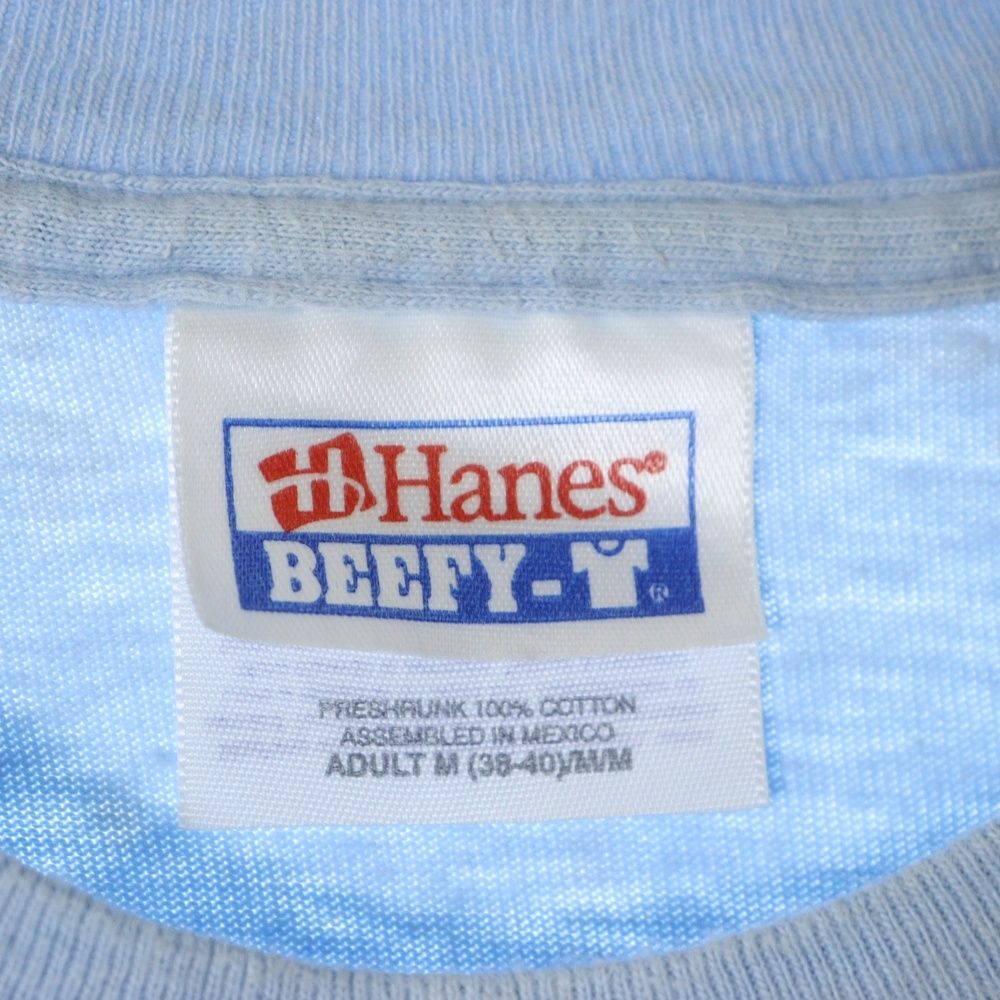 H Hanes®
BEEFY-T®
PRESHRUNK 100% COTTON
ASSEMBLED IN MEXICO
ADULT M (38-40)/M/M